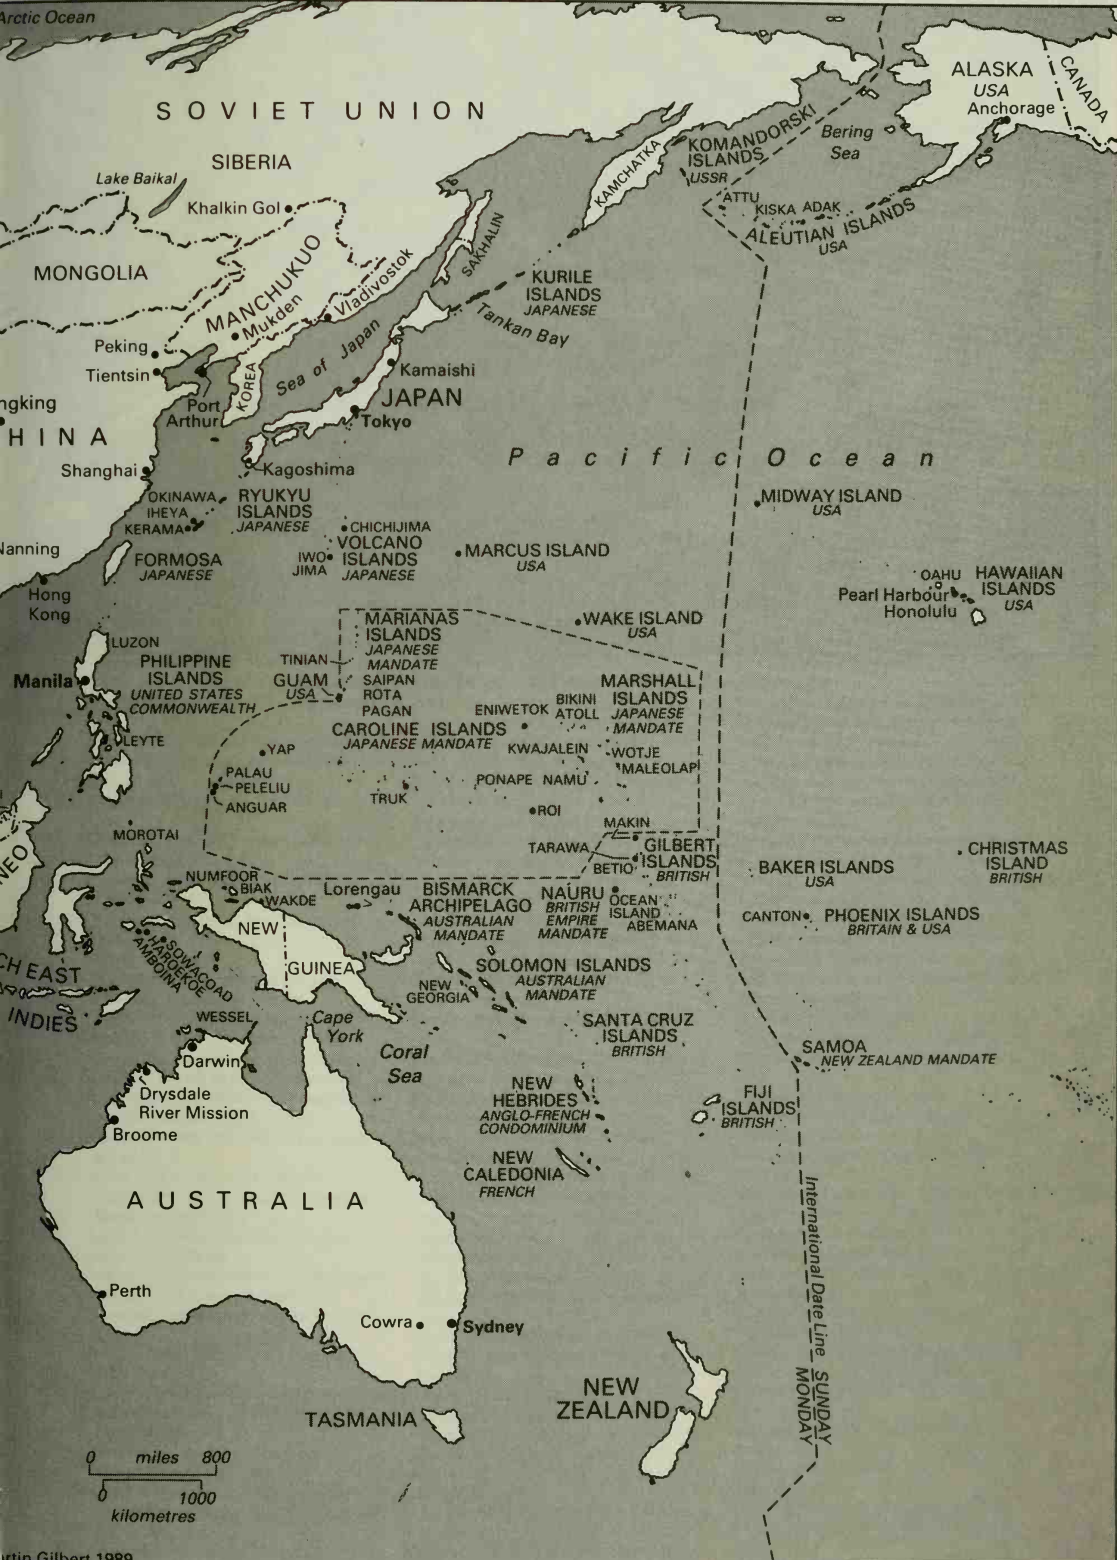 Arctic Ocean
SOVIET UNION
SIBERIA
Lake Baikal
Khalkin Gol
MONGOLIA
MANCHUKUO
Mukden
Vladivostok
SAKHALIN
KAMCHATKA
KOMANDORSKI
ISLANDS
USSR
Bering
Sea
ALASKA
USA
Anchorage
CANADA
ATTU
KISKA
ADAK
ALEUTIAN ISLANDS
USA
KURILE
ISLANDS
JAPANESE
Tankan Bay
Peking
Tientsin
Port
Arthur
KOREA
Sea of Japan
Kamaishi
JAPAN
Tokyo
ngking
HINA
Shanghai
Kagoshima
Pacific Ocean
OKINAWA
IHEYA
KERAMA
RYUKYU
ISLANDS
JAPANESE
CHICHIJIMA
VOLCANO
ISLANDS
JAPANESE
IWO
JIMA
MARCUS ISLAND
USA
MIDWAY ISLAND
USA
Nanning
FORMOSA
JAPANESE
Hong
Kong
OAHU
HAWAIIAN
ISLANDS
USA
Pearl Harbour
Honolulu
LUZON
PHILIPPINE
ISLANDS
UNITED STATES
COMMONWEALTH
Manila
LEYTE
MARIANAS
ISLANDS
JAPANESE
MANDATE
TINIAN
GUAM
USA
SAIPAN
ROTA
PAGAN
WAKE ISLAND
USA
MARSHALL
ISLANDS
JAPANESE
MANDATE
BIKINI
ATOLL
ENIWETOK
CAROLINE ISLANDS
JAPANESE MANDATE
KWAJALEIN
WOTJE
MALEOLAP
YAP
PALAU
PELELIU
ANGUAR
TRUK
PONAPE
NAMU
ROI
MAKIN
TARAWA
BETIO
GILBERT
ISLANDS
BRITISH
MOROTAI
NEO
BAKER ISLANDS
USA
CHRISTMAS
ISLAND
BRITISH
NUMFOOR
BIAK
WAKDE
Lorengau
BISMARCK
ARCHIPELAGO
AUSTRALIAN
MANDATE
NAURU
BRITISH
EMPIRE
MANDATE
OCEAN
ISLAND
ABEMANA
CANTON
PHOENIX ISLANDS
BRITAIN & USA
NEW
GUINEA
CH EAST
INDIES
SOWACOAD
HAROEKOE
AMBOINA
NEW
GEORGIA
SOLOMON ISLANDS
AUSTRALIAN
MANDATE
WESSEL
Cape
York
Coral
Sea
SANTA CRUZ
ISLANDS
BRITISH
SAMOA
NEW ZEALAND MANDATE
Darwin
Drysdale
River Mission
Broome
NEW
HEBRIDES
ANGLO-FRENCH
CONDOMINIUM
FIJI
ISLANDS
BRITISH
NEW
CALEDONIA
FRENCH
AUSTRALIA
International Date Line
SUNDAY
MONDAY
Perth
Cowra
Sydney
NEW
ZEALAND
TASMANIA
0 miles 800
0 1000
kilometres
artin Gilbert 1989